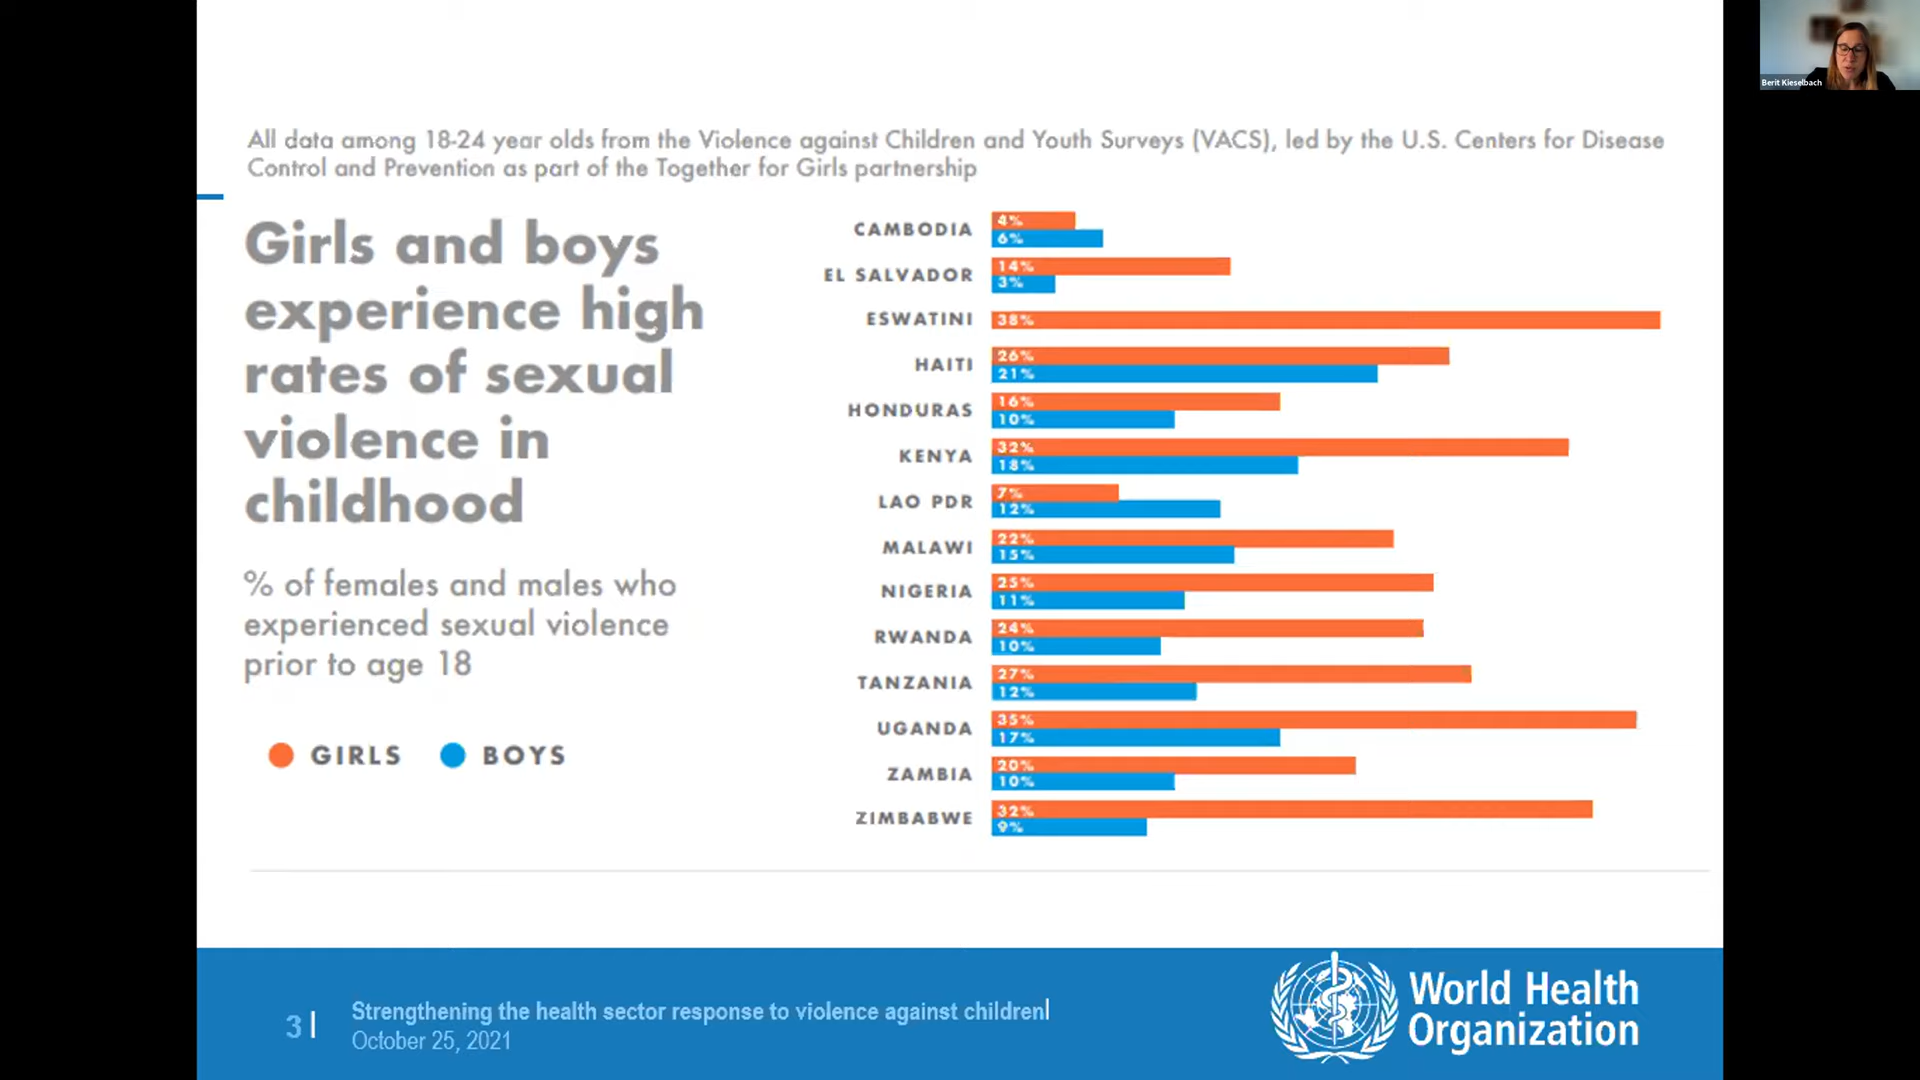 Berit Kieselbach
All data among 18-24 year olds from the Violence against Children and Youth Surveys (VACS), led by the U.S. Centers for Disease
Control and Prevention as part of the Together for Girls partnership
Girls and boys
experience high
rates of sexual
violence in
childhood
% of females and males who
experienced sexual violence
prior to age 18
GIRLS BOYS
CAMBODIA
4%
6%
EL SALVADOR
14%
3%
ESWATINI
38%
HAITI
26%
21%
HONDURAS
16%
10%
KENYA
32%
18%
LAO PDR
7%
12%
MALAWI
22%
15%
NIGERIA
25%
11%
RWANDA
24%
10%
TANZANIA
27%
12%
UGANDA
35%
17%
ZAMBIA
20%
10%
ZIMBABWE
32%
9%
3 |
Strengthening the health sector response to violence against children|
October 25, 2021
World Health
Organization